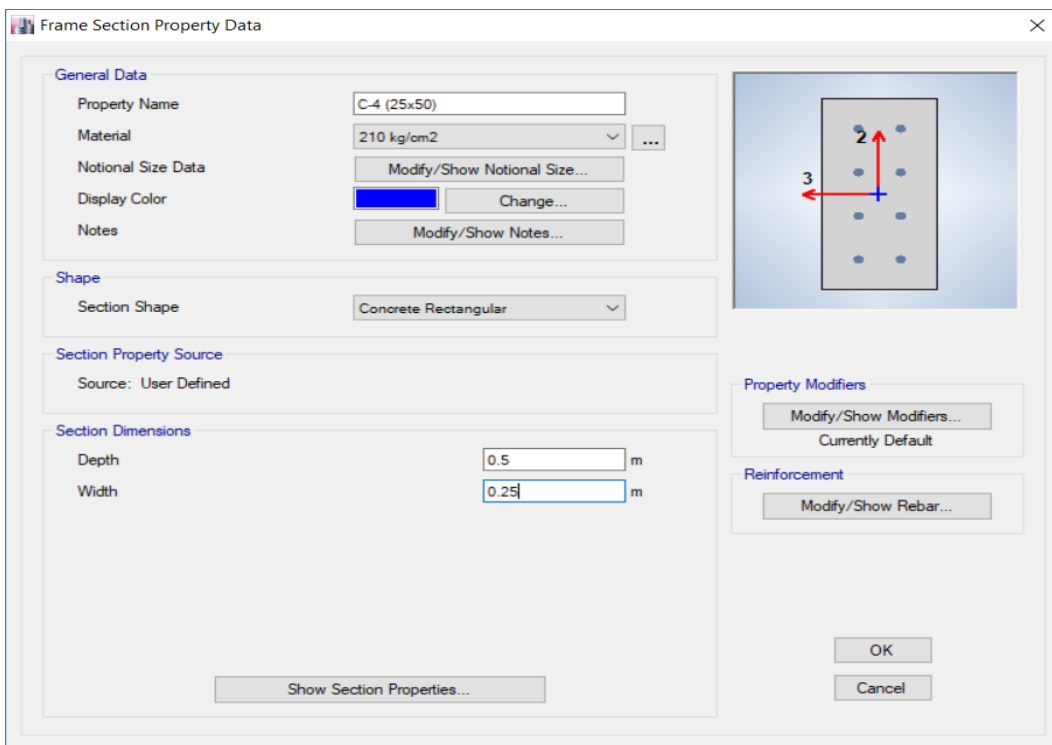 Frame Section Property Data
General Data
Property Name C-4 (25x50)
Material 210 kg/cm2 ...
Notional Size Data Modify/Show Notional Size...
Display Color Change...
Notes Modify/Show Notes...
2
3
Shape
Section Shape Concrete Rectangular
Section Property Source
Source: User Defined
Property Modifiers
Modify/Show Modifiers...
Currently Default
Section Dimensions
Depth 0.5 m
Width 0.25 m
Reinforcement
Modify/Show Rebar...
Show Section Properties...
OK
Cancel